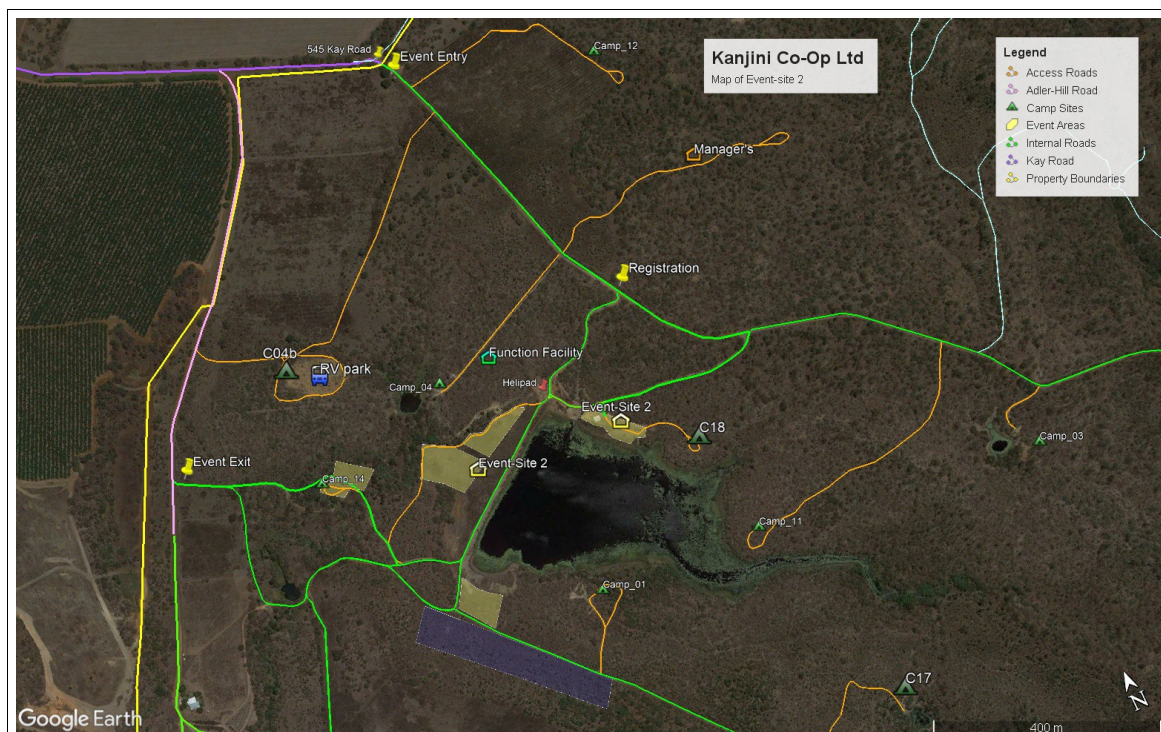 545 Kay Road
Event Entry
Camp_12
Kanjini Co-Op Ltd
Map of Event-site 2
Legend
Access Roads
Adler-Hill Road
Camp Sites
Event Areas
Internal Roads
Kay Road
Property Boundaries
Manager's
Registration
C04b
RV park
Function Facility
Camp_04
Helipad
Event-Site 2
C18
Camp_03
Event Exit
Event-Site 2
Camp_14
Camp_11
Camp_01
C17
N
Google Earth
400 m